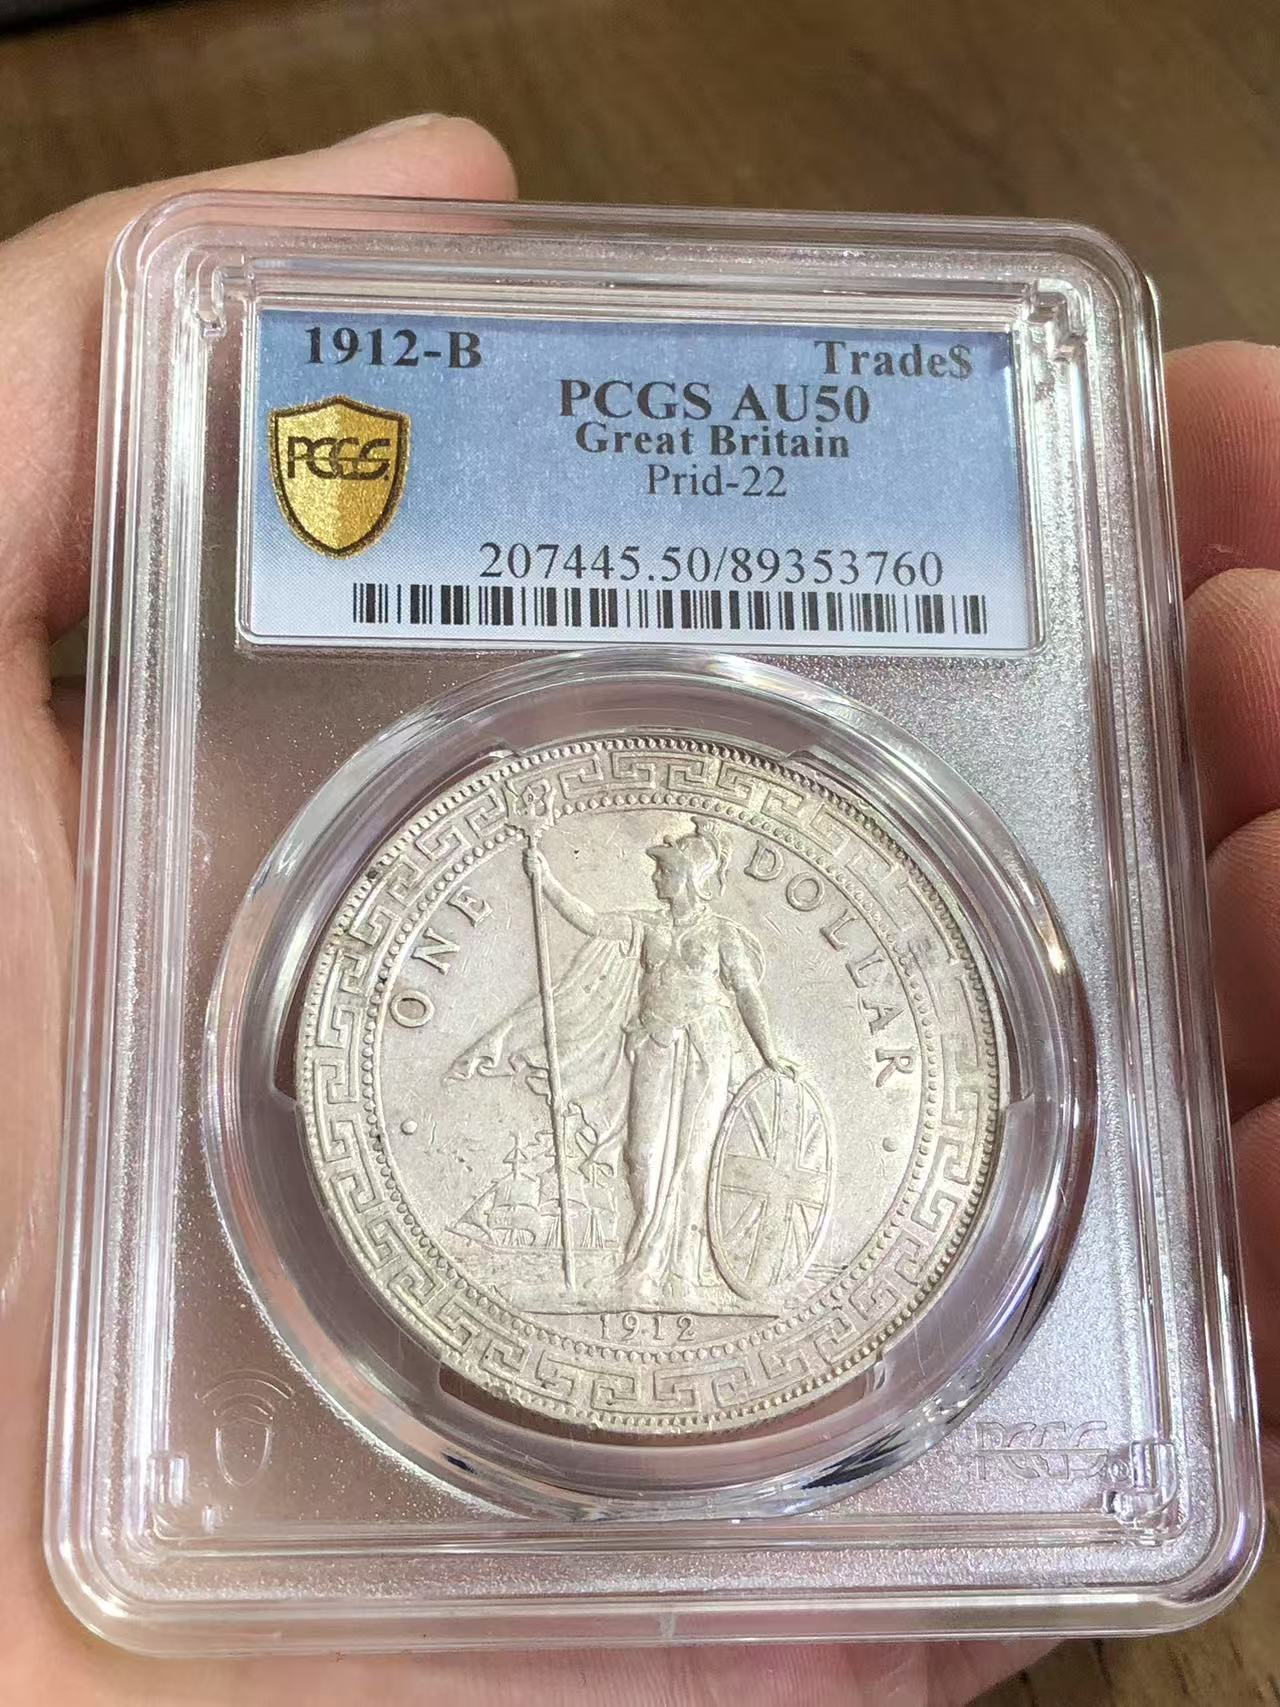 1912-B Trade$
PCGS AU50
Great Britain
PCGS
Prid-22
207445.50/89353760
ONE DOLLAR
1912
PCGS